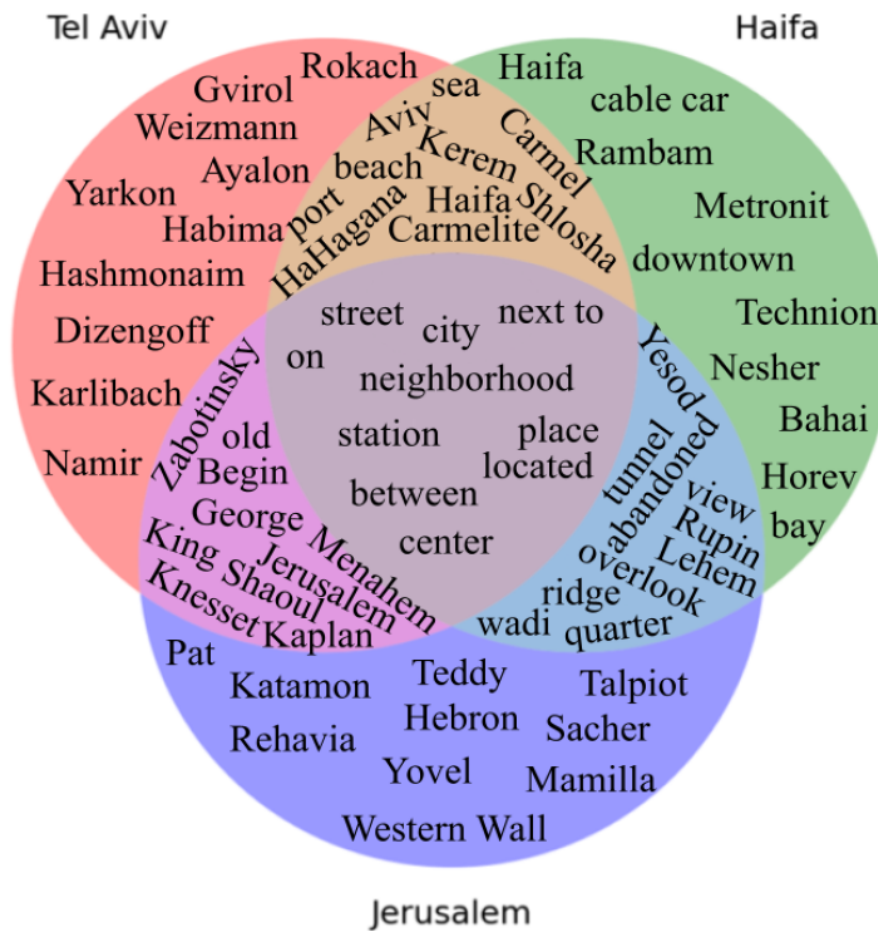 Tel Aviv
Haifa
Rokach
Gvirol
Weizmann
Ayalon
Yarkon
Habima
Hashmonaim
Dizengoff
Karlibach
Namir
sea
Aviv
Kerem
beach
port
Haifa
Shlosha
HaHagana
Carmelite
Carmel
Haifa
cable car
Rambam
Metronit
downtown
Technion
Nesher
Bahai
Horev
bay
street
city
next to
on
neighborhood
station
place
located
between
center
Zabotinsky
old
Begin
George
Menahem
King Shaoul
Jerusalem
Knesset
Kaplan
Yesod
tunnel
abandoned
view
Rupin
Lehem
overlook
ridge
wadi
quarter
Pat
Katamon
Teddy
Talpiot
Hebron
Sacher
Rehavia
Yovel
Mamilla
Western Wall
Jerusalem